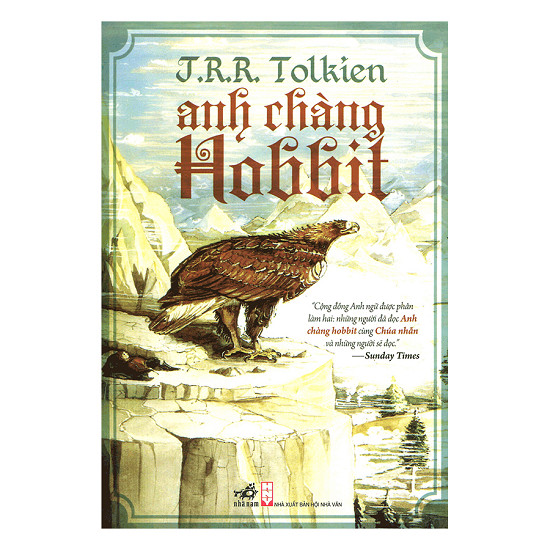 J.R.R. Tolkien
anh chàng
Hobbit
“Cộng đồng Anh ngữ được phân
làm hai: những người đã đọc Anh
chàng hobbit cùng Chúa nhẫn
và những người sẽ đọc.”
—Sunday Times
nhã nam
NHÀ XUẤT BẢN HỘI NHÀ VĂN